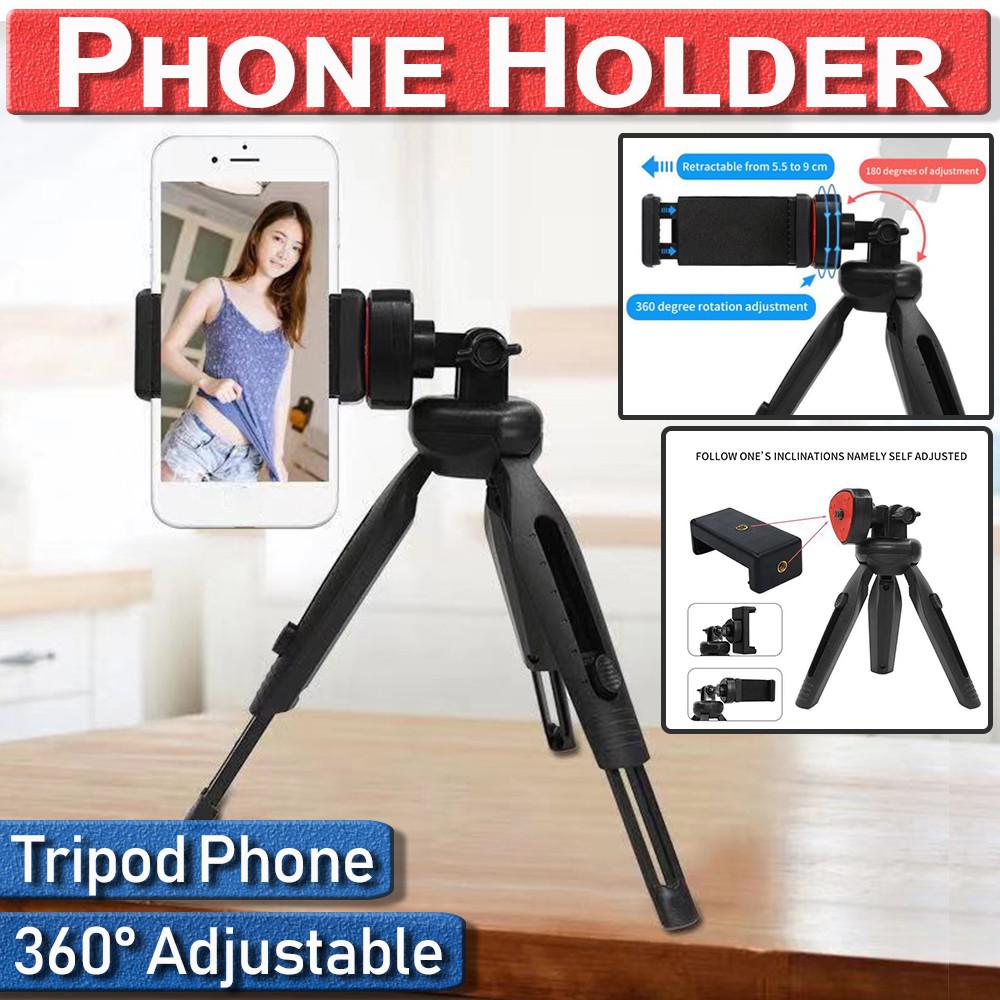 PHONE HOLDER
Retractable from 5.5 to 9 cm
180 degrees of adjustment
360 degree rotation adjustment
FOLLOW ONE'S INCLINATIONS NAMELY SELF ADJUSTED
Tripod Phone
360° Adjustable